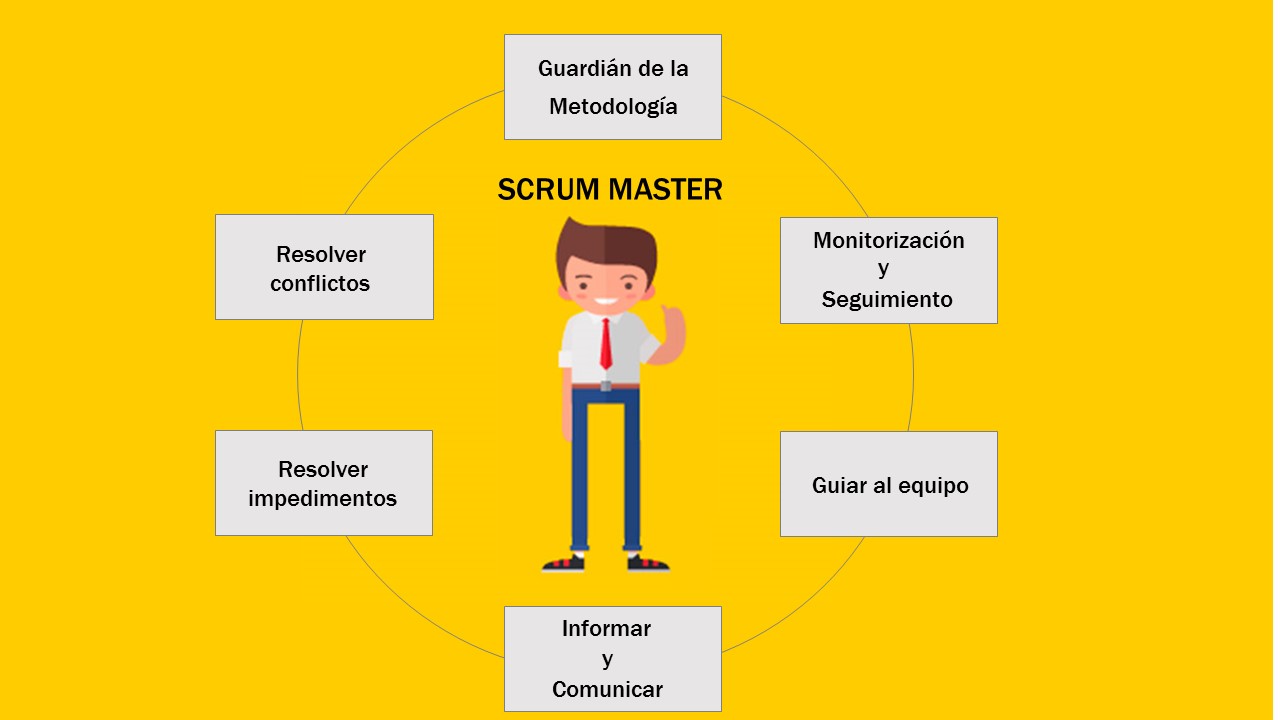 Guardián de la
Metodología
SCRUM MASTER
Resolver
conflictos
Monitorización
y
Seguimiento
Resolver
impedimentos
Guiar al equipo
Informar
y
Comunicar